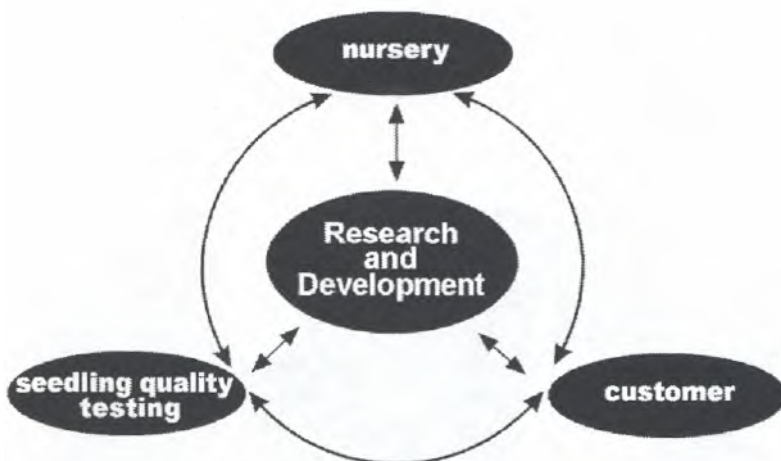 nursery
Research
and
Development
seedling quality
testing
customer